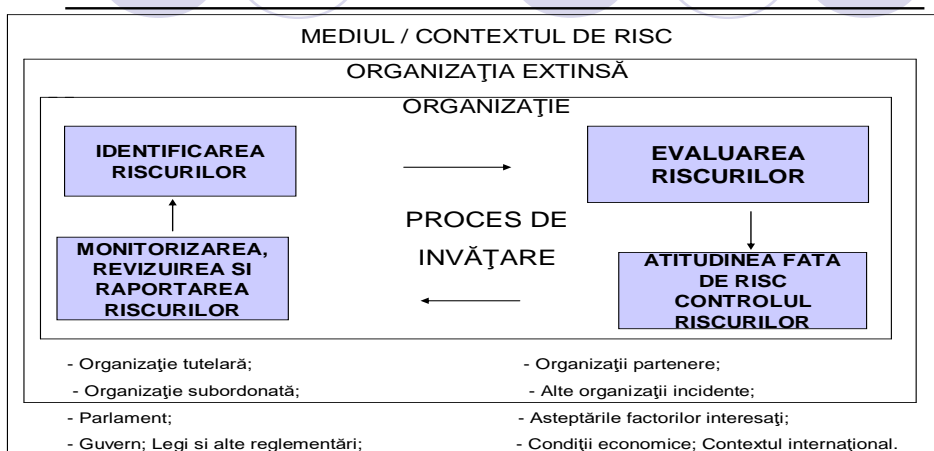 MEDIUL / CONTEXTUL DE RISC
ORGANIZAŢIA EXTINSĂ
ORGANIZAŢIE
IDENTIFICAREA
RISCURILOR
EVALUAREA
RISCURILOR
PROCES DE
INVĂŢARE
MONITORIZAREA,
REVIZUIREA SI
RAPORTAREA
RISCURILOR
ATITUDINEA FATA
DE RISC
CONTROLUL
RISCURILOR
- Organizaţie tutelară;
- Organizaţii partenere;
- Organizaţie subordonată;
- Alte organizaţii incidente;
- Parlament;
- Asteptările factorilor interesaţi;
- Guvern; Legi si alte reglementări;
- Condiţii economice; Contextul internaţional.